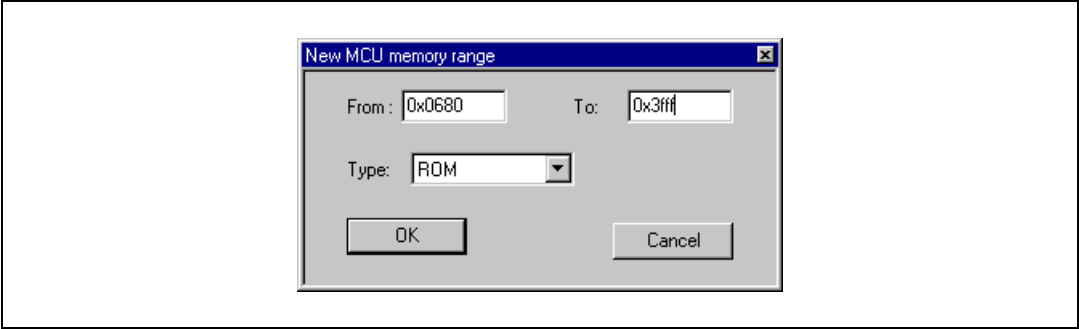 New MCU memory range
From : 0x0680 To: 0x3fff
Type: ROM
OK
Cancel